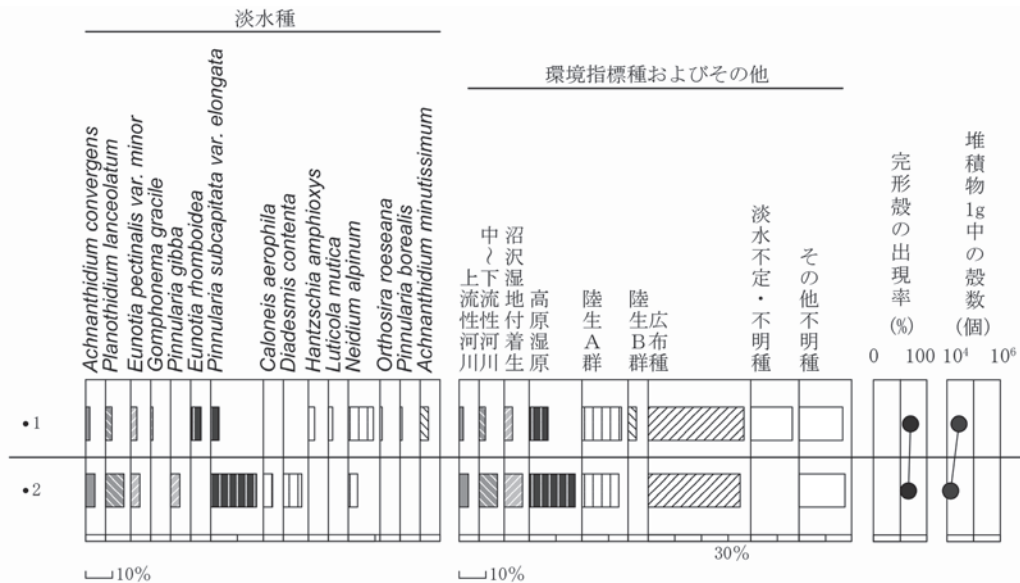 淡水種
環境指標種およびその他
Achnanthidium convergens
Planothidium lanceolatum
Eunotia pectinalis var. minor
Gomphonema gracile
Pinnularia gibba
Eunotia rhomboidea
Pinnularia subcapitata var. elongata
Caloneis aerophila
Diadesmis contenta
Hantzschia amphioxys
Luticola mutica
Neidium alpinum
Orthosira roeseana
Pinnularia borealis
Achnanthidium minutissimum
上流性河川
中〜下流性河川
沼沢湿地付着生
高原湿原
陸生A群
陸生B群
広布種
淡水不定・不明種
その他不明種
完形殻の出現率(%)
堆積物1g中の殻数(個)
0 100 10⁴ 10⁶
•1
•2
30%
10% 10%